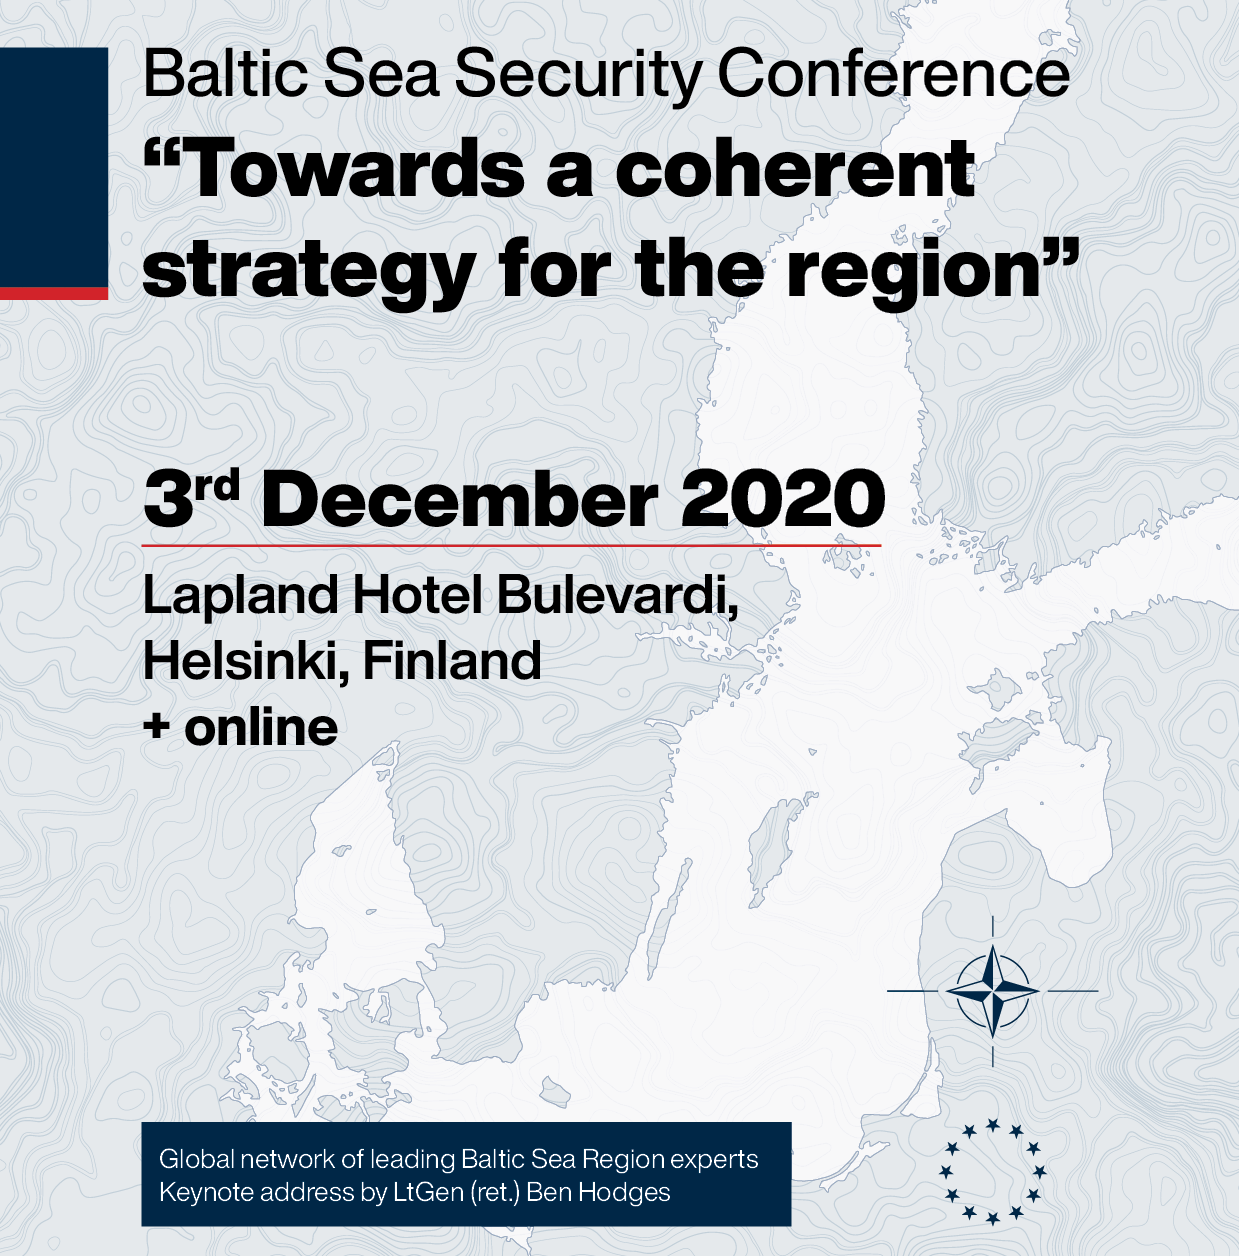 Baltic Sea Security Conference
“Towards a coherent
strategy for the region”
3rd December 2020
Lapland Hotel Bulevardi,
Helsinki, Finland
+ online
Global network of leading Baltic Sea Region experts
Keynote address by LtGen (ret.) Ben Hodges